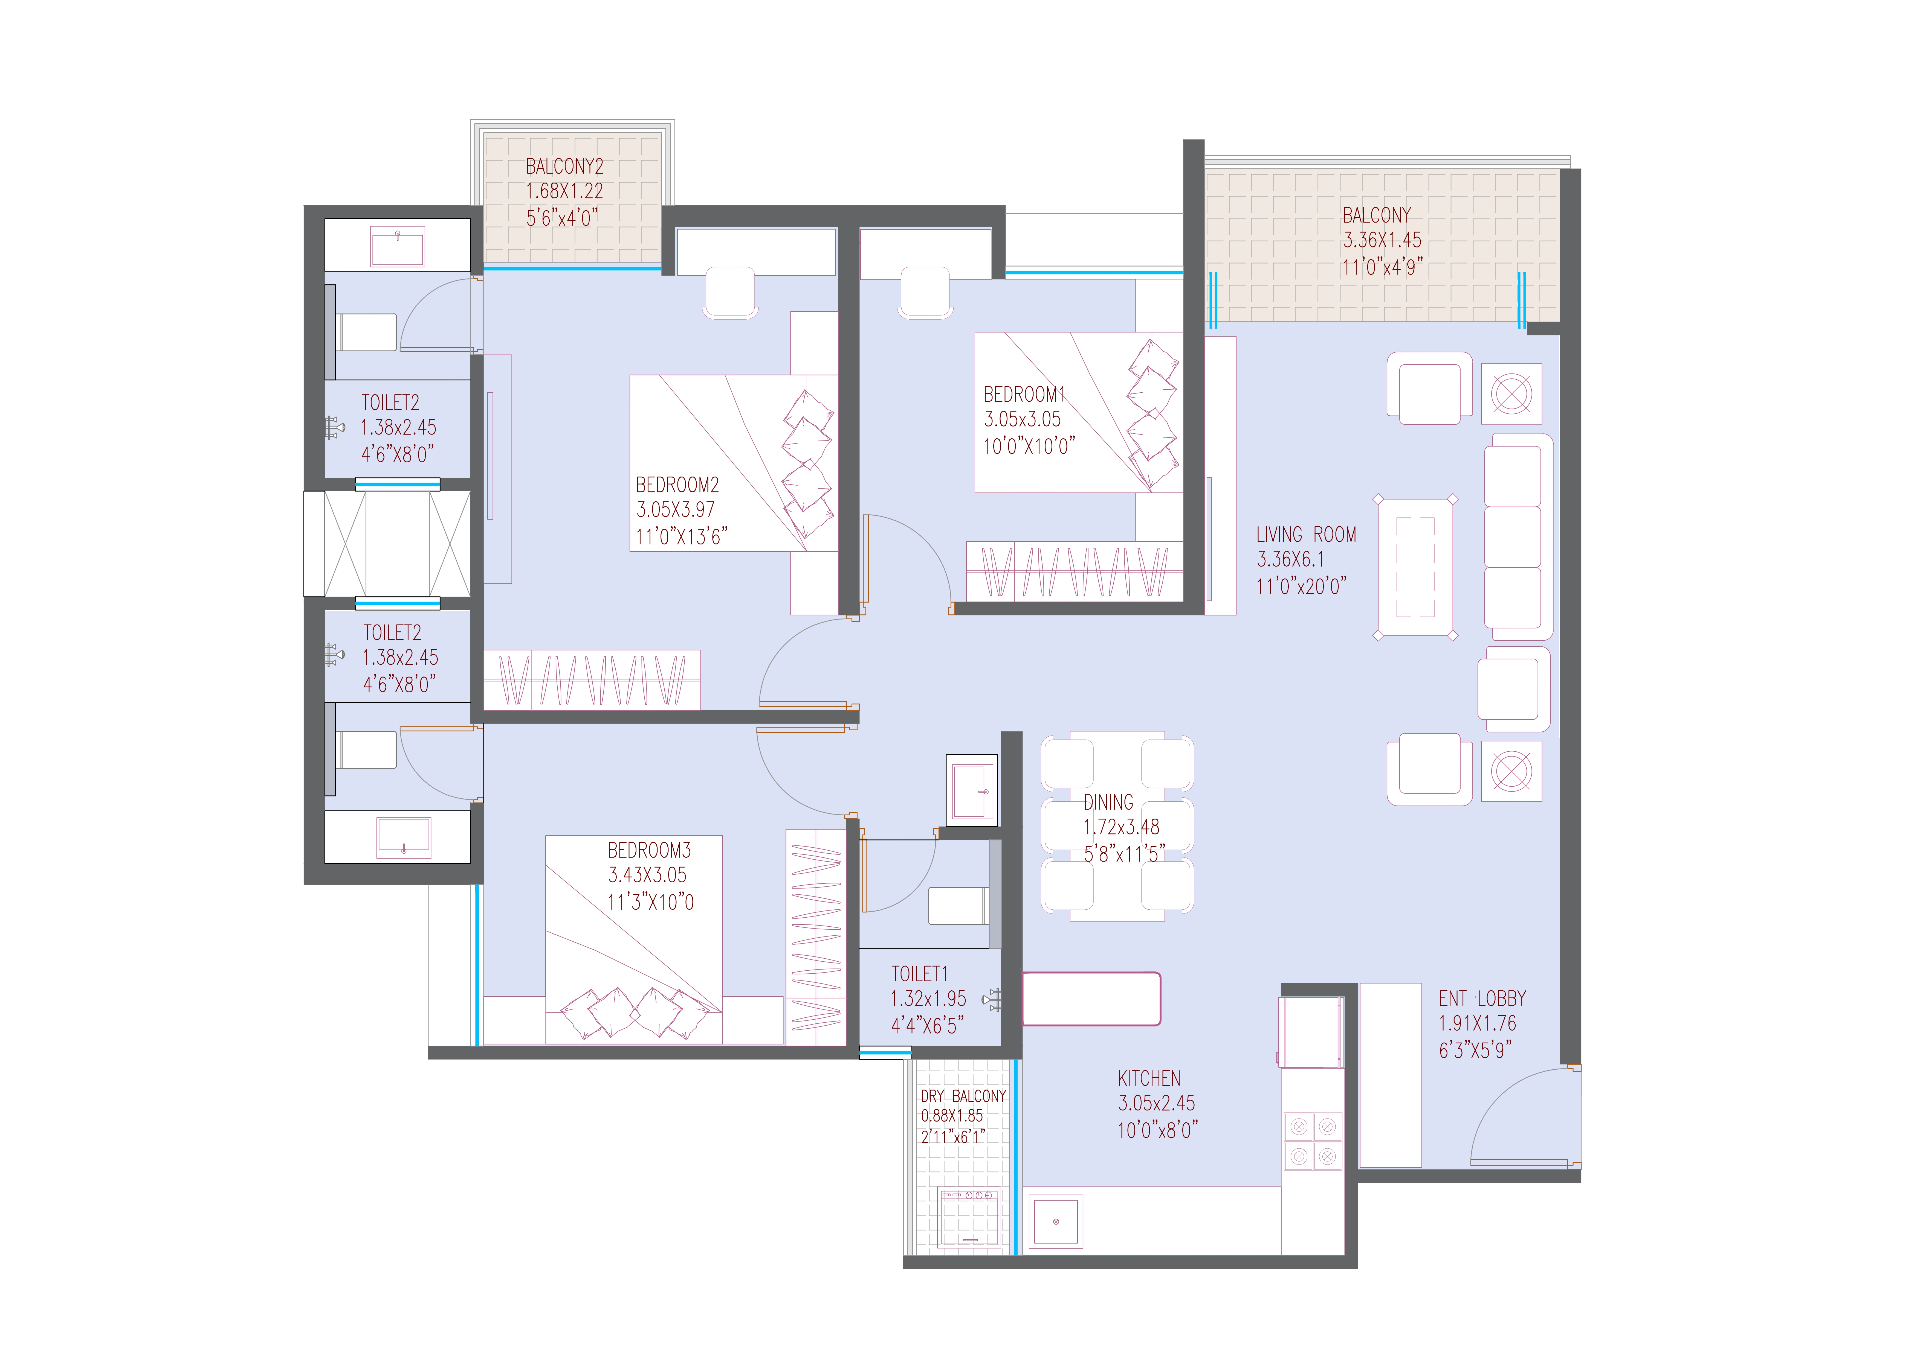 BALCONY2
1.68X1.22
5'6"x4'0"
BALCONY
3.36X1.45
11'0"x4'9"
TOILET2
1.38x2.45
4'6"X8'0"
BEDROOM1
3.05x3.05
10'0"X10'0"
BEDROOM2
3.05X3.97
11'0"X13'6"
LIVING ROOM
3.36X6.1
11'0"x20'0"
TOILET2
1.38x2.45
4'6"X8'0"
DINING
1.72x3.48
5'8"x11'5"
BEDROOM3
3.43X3.05
11'3"X10"0
TOILET1
1.32x1.95
4'4"X6'5"
ENT LOBBY
1.91X1.76
6'3"X5'9"
KITCHEN
3.05x2.45
10'0"x8'0"
DRY BALCONY
0.88X1.85
2'11"x6'1"